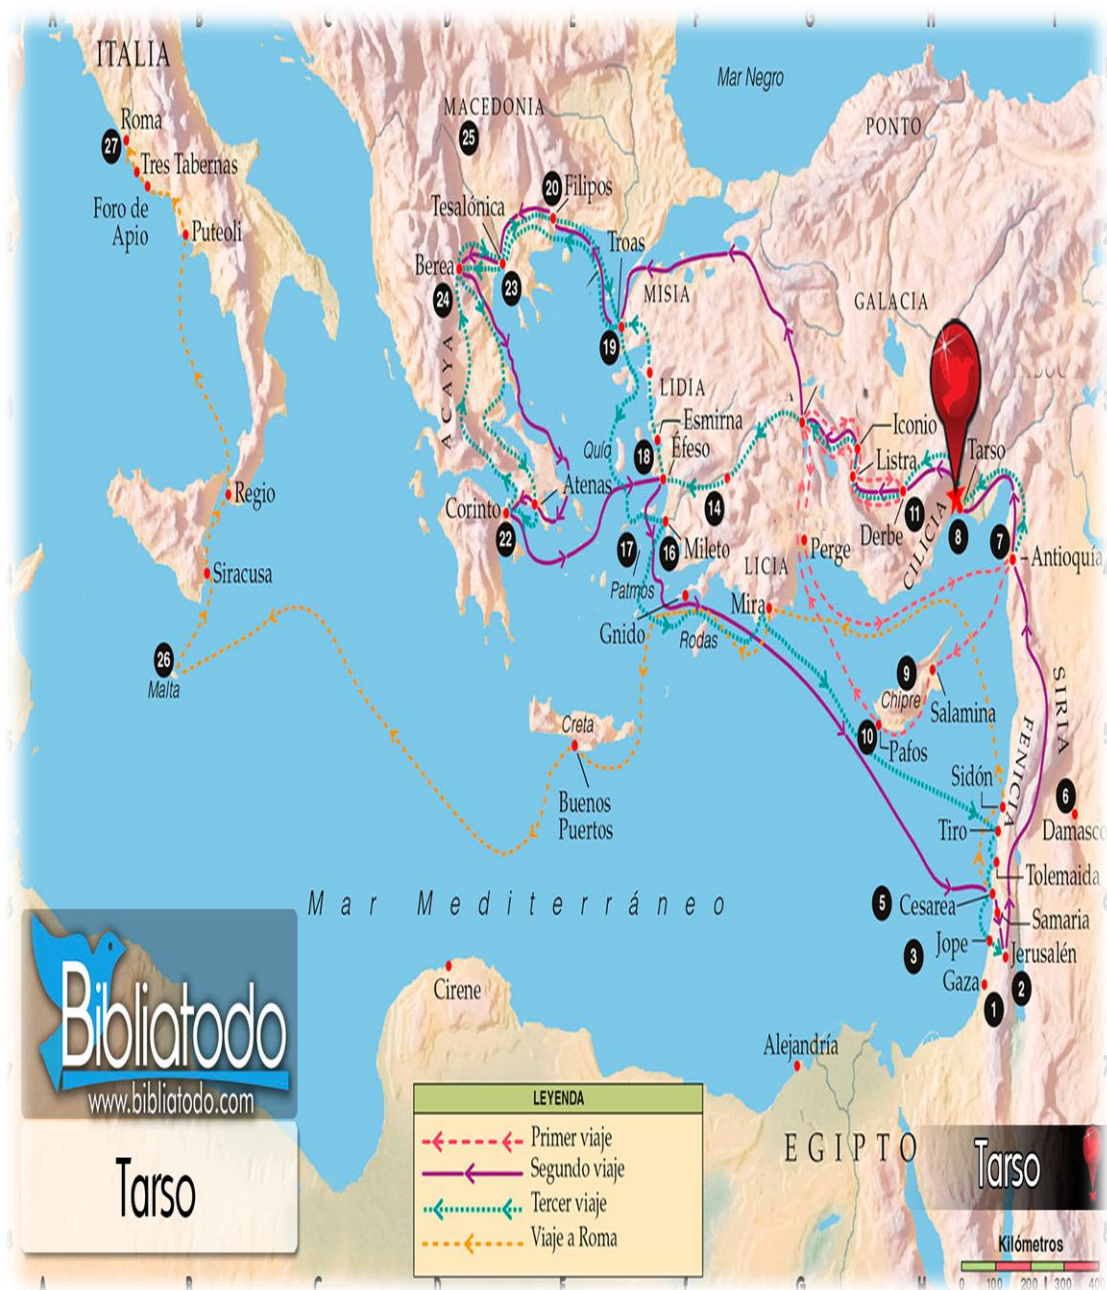 A
B
D
E
F
G
H
I
ITALIA
Mar Negro
MACEDONIA
PONTO
Roma
25
27
Tres Tabernas
20
Filipos
Tesalónica
Foro de
Apio
Puteoli
Troas
Berea
23
MISIA
GALACIA
24
19
ACAYA
LIDIA
Esmirna
Iconio
Quío
18
Éfeso
Listra
Tarso
Regio
Atenas
14
Corinto
11
22
Derbe
8
7
17
16
Mileto
Perge
CILICIA
Antioquía
LICIA
Siracusa
Patmos
Mira
Gnido
Rodas
26
Malta
9
Chipre
SIRIA
Salamina
Creta
10
Pafos
FENICIA
Sidón
6
Buenos
Puertos
Tiro
Damasco
Tolemaida
Mar Mediterráneo
5
Cesarea
Samaria
3
Jope
Jerusalén
Cirene
Gaza
1
2
Bibliatodo
www.bibliatodo.com
Alejandría
LEYENDA
Primer viaje
Segundo viaje
Tercer viaje
Viaje a Roma
EGIPTO
Tarso
Tarso
Kilómetros
0 100 200 300 400